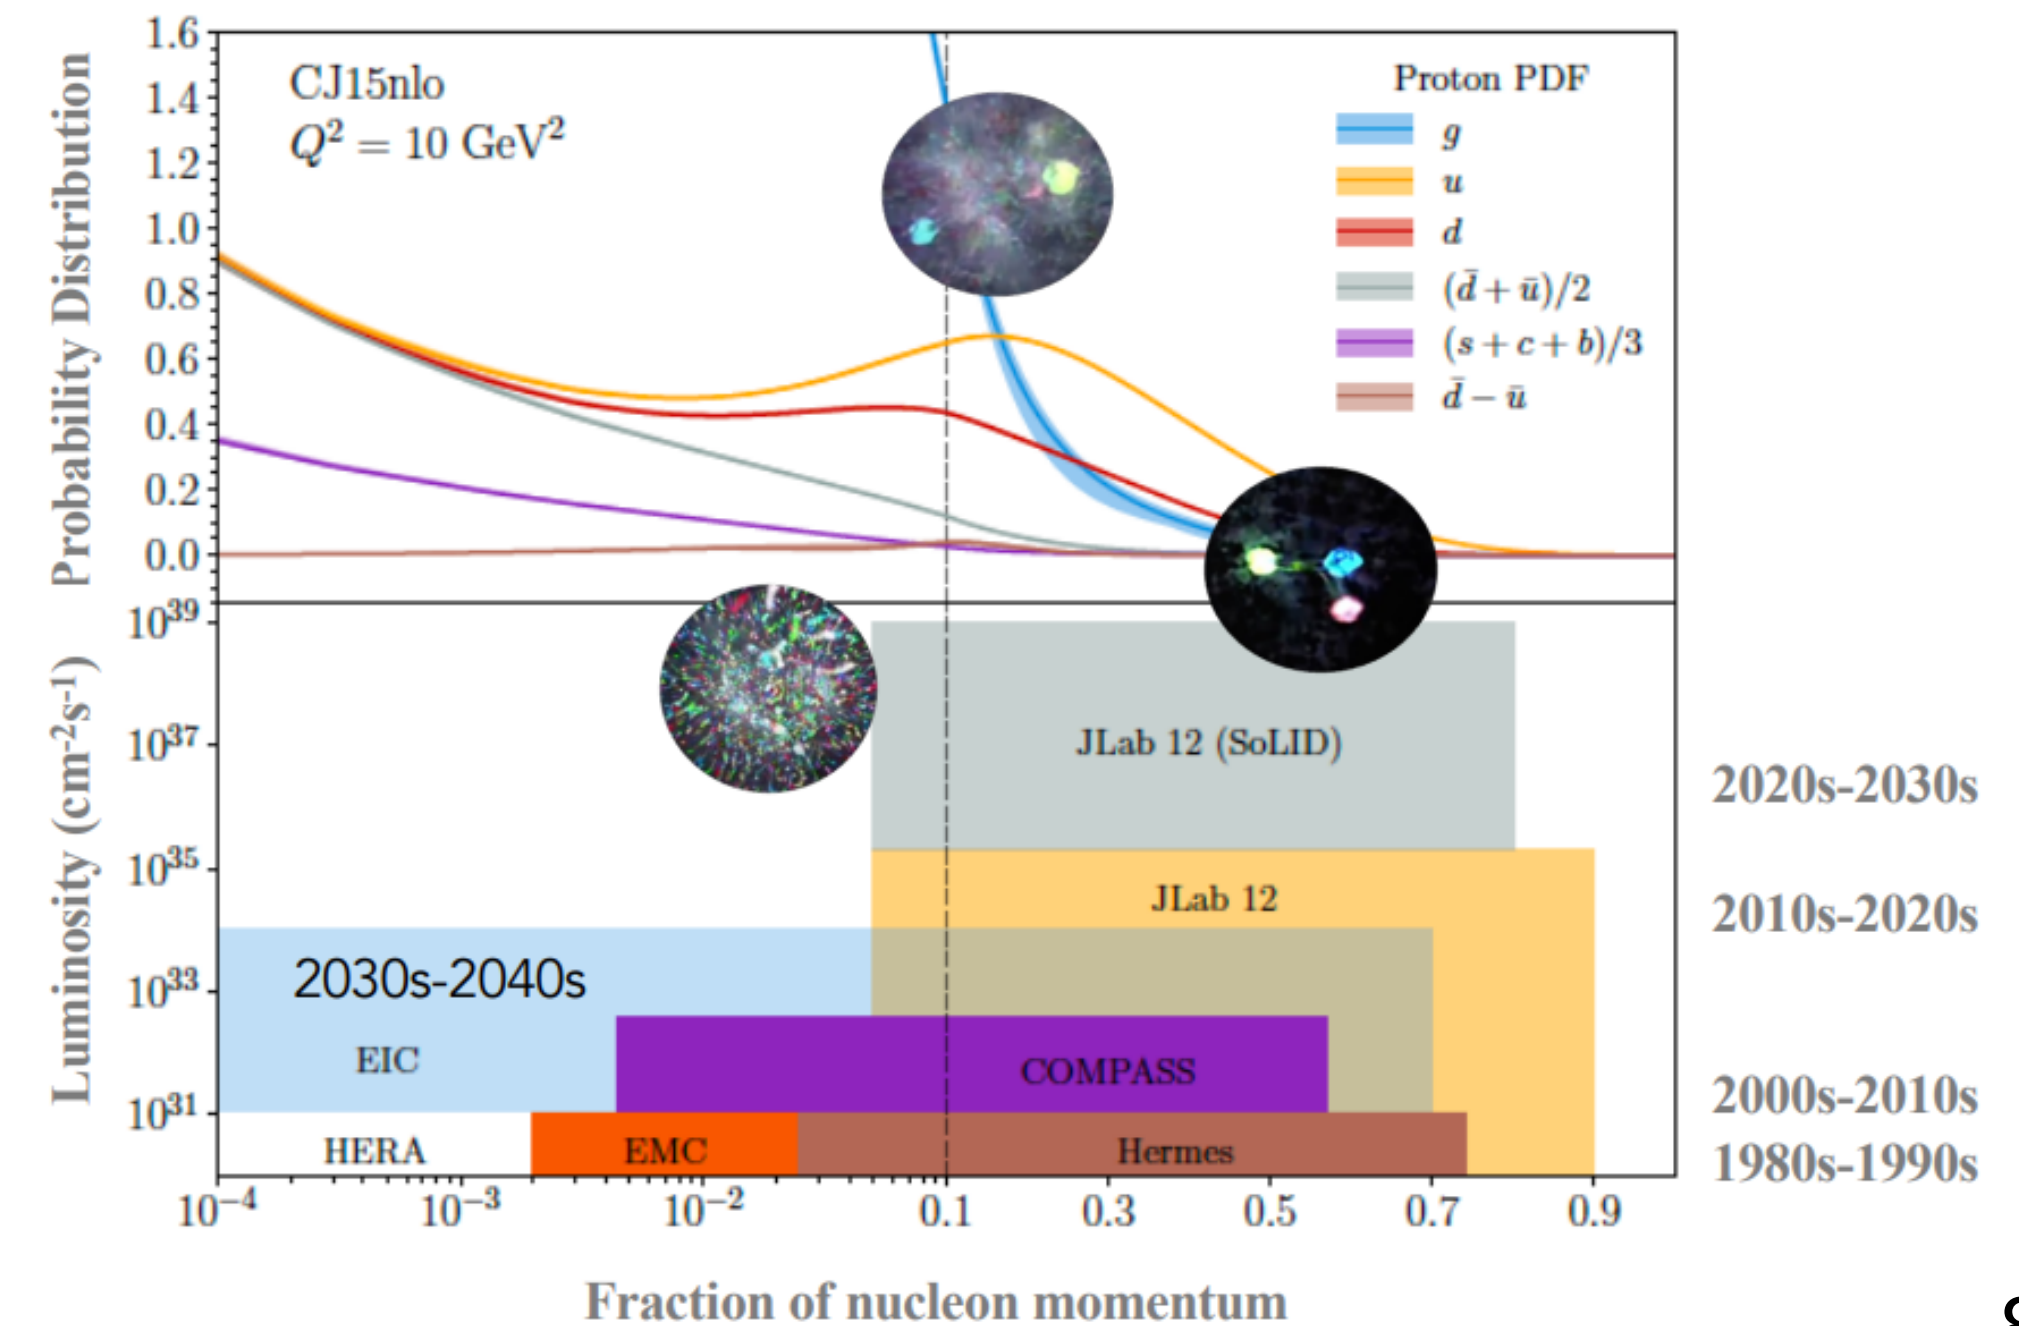 Probability Distribution
1.6
1.4
1.2
1.0
0.8
0.6
0.4
0.2
0.0
CJ15nlo
Q² = 10 GeV²
Proton PDF
g
u
d
(d̄ + ū)/2
(s + c + b)/3
d̄ − ū
Luminosity (cm⁻²s⁻¹)
10³⁹
10³⁷
10³⁵
10³³
10³¹
JLab 12 (SoLID)
JLab 12
2030s-2040s
EIC
COMPASS
HERA
EMC
Hermes
2020s-2030s
2010s-2020s
2000s-2010s
1980s-1990s
10⁻⁴ 10⁻³ 10⁻² 0.1 0.3 0.5 0.7 0.9
Fraction of nucleon momentum